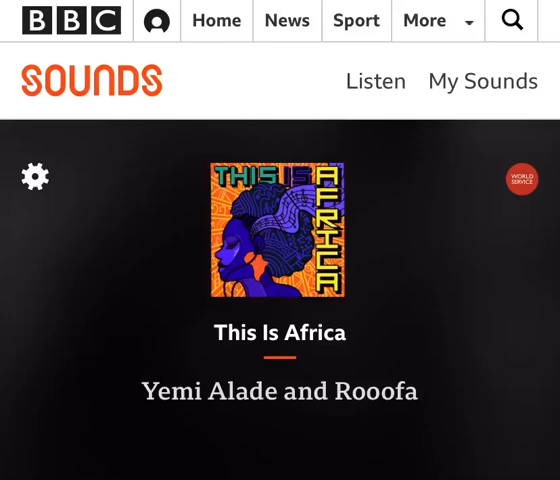 BBC Home News Sport More
SOUNDS Listen My Sounds
THIS IS AFRICA
WORLD SERVICE
This Is Africa
Yemi Alade and Rooofa